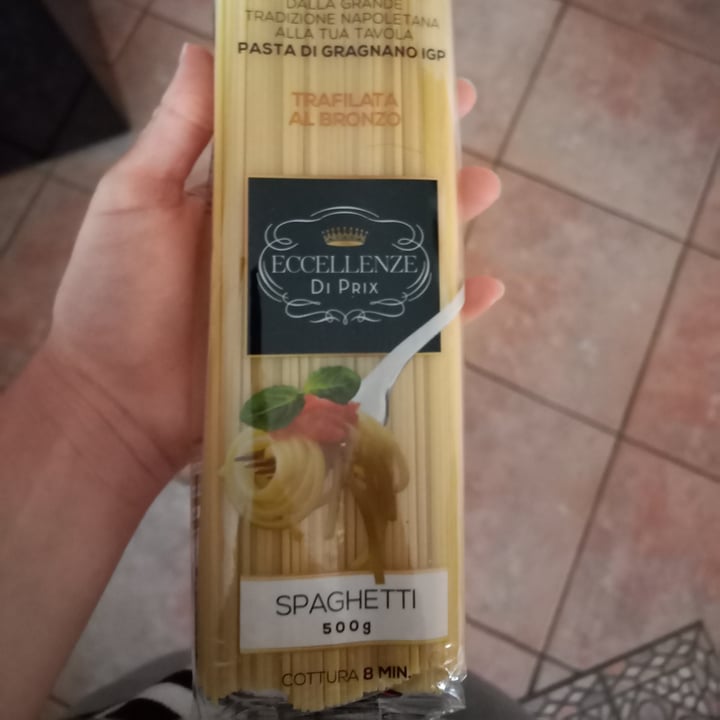 DALLA GRANDE
TRADIZIONE NAPOLETANA
ALLA TUA TAVOLA
PASTA DI GRAGNANO IGP
TRAFILATA
AL BRONZO
ECCELLENZE
DI PRIX
SPAGHETTI
500g
COTTURA 8 MIN.